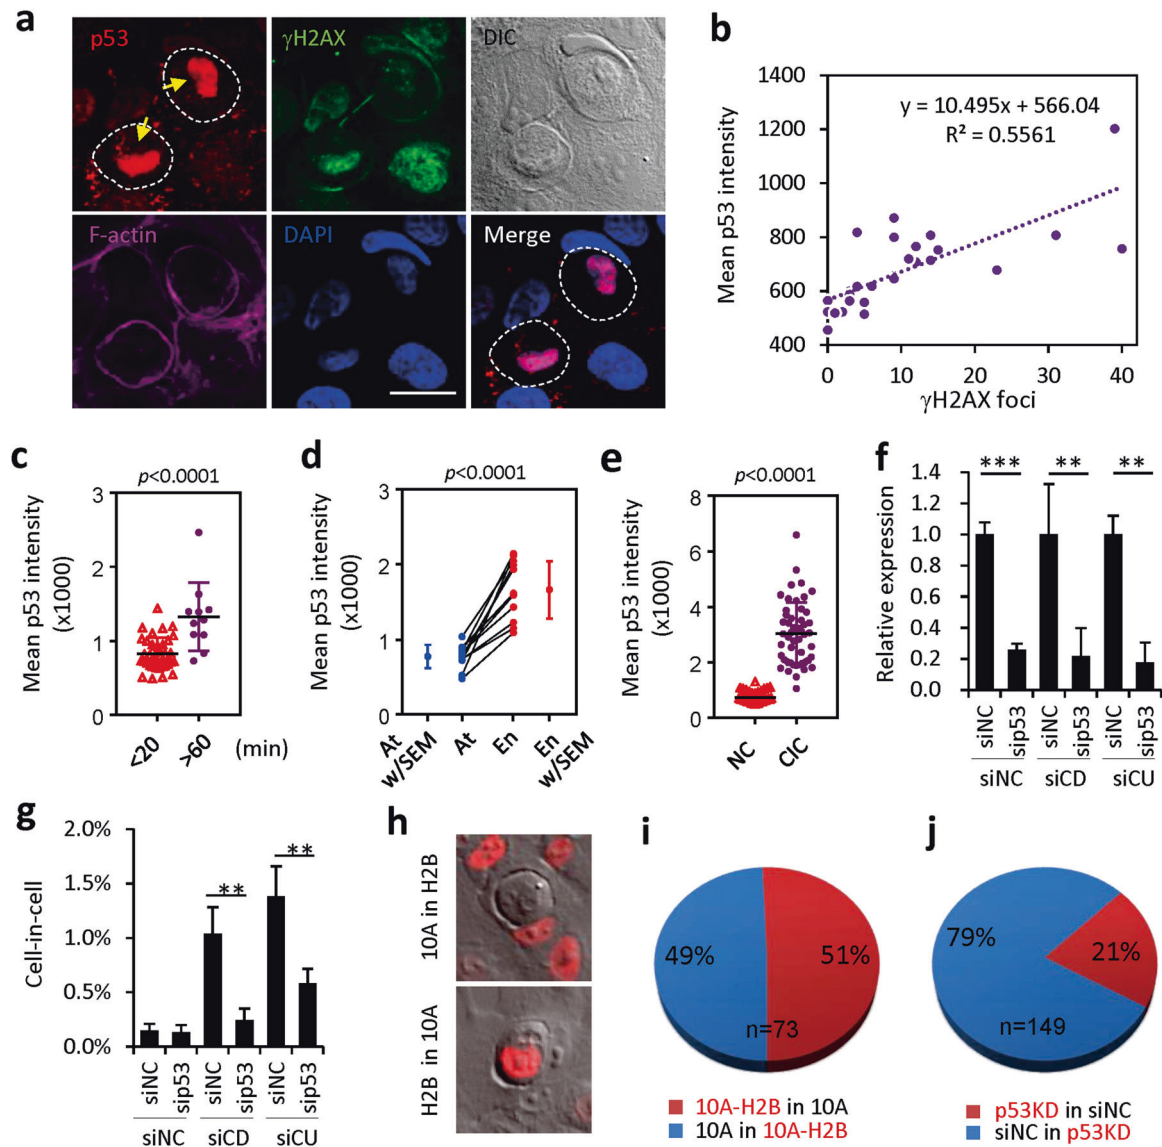 a
p53
γH2AX
DIC
F-actin
DAPI
Merge
b
1400
1200
1000
800
600
400
y = 10.495x + 566.04
R² = 0.5561
Mean p53 intensity
0
10
20
30
40
γH2AX foci
c
p<0.0001
Mean p53 intensity
(x1000)
3
2
1
0
<20
>60
(min)
d
p<0.0001
Mean p53 intensity
(x1000)
3
2
1
0
At
w/SEM
At
En
En
w/SEM
e
p<0.0001
Mean p53 intensity
(x1000)
8
6
4
2
0
NC
CIC
f
Relative expression
1.4
1.2
1.0
0.8
0.6
0.4
0.2
0.0
***
**
**
siNC
sip53
siNC
sip53
siNC
sip53
siNC
siCD
siCU
g
Cell-in-cell
2.0%
1.5%
1.0%
0.5%
0.0%
**
**
siNC
sip53
siNC
sip53
siNC
sip53
siNC
siCD
siCU
h
10A in H2B
H2B in 10A
i
49%
51%
n=73
10A-H2B in 10A
10A in 10A-H2B
j
79%
21%
n=149
p53KD in siNC
siNC in p53KD